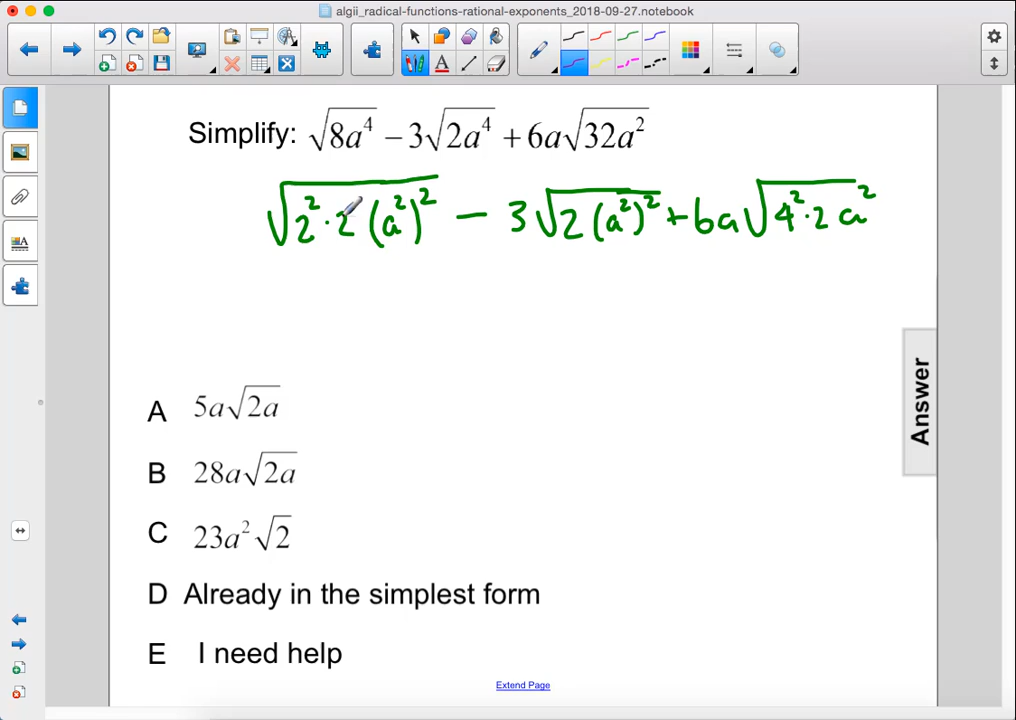 algii_radical-functions-rational-exponents_2018-09-27.notebook
Simplify: √(8a⁴) − 3√(2a⁴) + 6a√(32a²)
√(2²·2(a²)²) − 3√(2(a²)²) + 6a√(4²·2a²)
Answer
A 5a√(2a)
B 28a√(2a)
C 23a²√2
D Already in the simplest form
E I need help
Extend Page